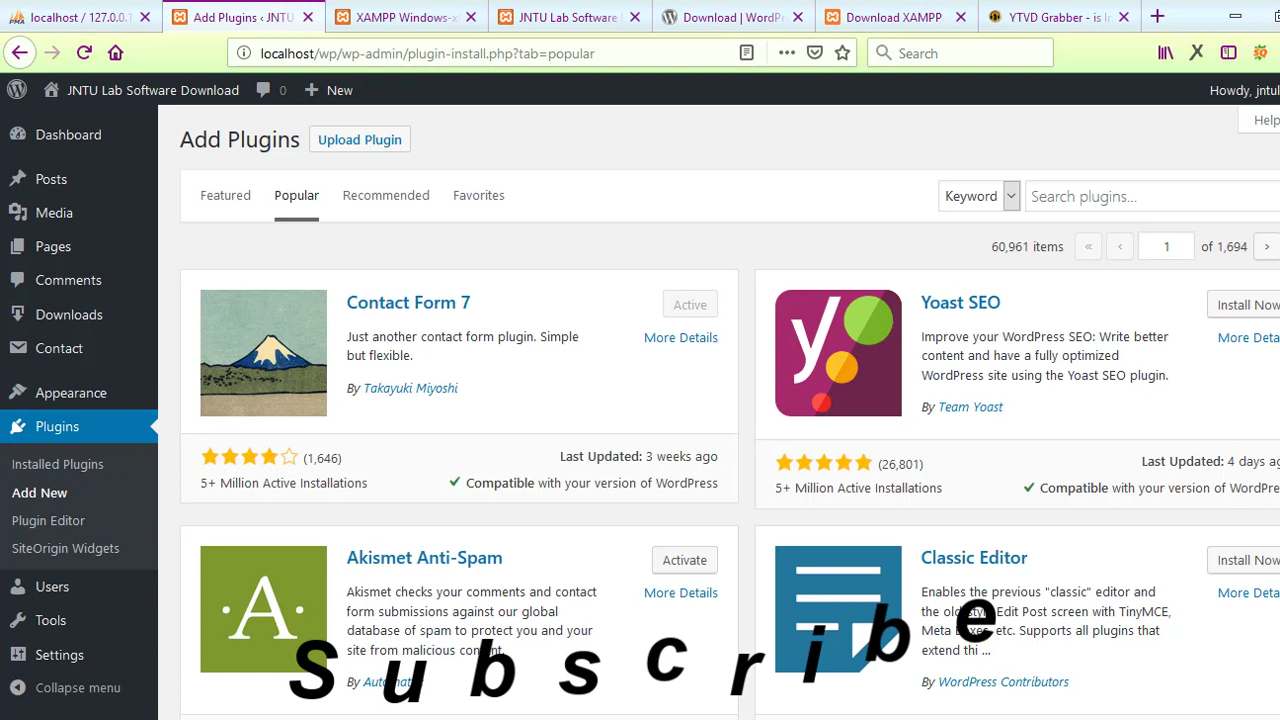 localhost / 127.0.0.1
Add Plugins ‹ JNTU
XAMPP Windows-x
JNTU Lab Software D
Download | WordPr
Download XAMPP
YTVD Grabber - is In
localhost/wp/wp-admin/plugin-install.php?tab=popular
Search
JNTU Lab Software Download
0
New
Howdy, jntul
Dashboard
Posts
Media
Pages
Comments
Downloads
Contact
Appearance
Plugins
Installed Plugins
Add New
Plugin Editor
SiteOrigin Widgets
Users
Tools
Settings
Collapse menu
Add Plugins
Upload Plugin
Help
Featured
Popular
Recommended
Favorites
Keyword
Search plugins...
60,961 items
«
‹
1
of 1,694
›
Contact Form 7
Active
More Details
Just another contact form plugin. Simple
but flexible.
By Takayuki Miyoshi
(1,646)
5+ Million Active Installations
Last Updated: 3 weeks ago
Compatible with your version of WordPress
y
Yoast SEO
Install Now
More Deta
Improve your WordPress SEO: Write better
content and have a fully optimized
WordPress site using the Yoast SEO plugin.
By Team Yoast
(26,801)
5+ Million Active Installations
Last Updated: 4 days ag
Compatible with your version of WordPre
·A·
Akismet Anti-Spam
Activate
More Details
Akismet checks your comments and contact
form submissions against our global
database of spam to protect you and your
site from malicious content.
By Automattic
Classic Editor
Install Now
More Deta
Enables the previous "classic" editor and
the old-style Edit Post screen with TinyMCE,
Meta Boxes, etc. Supports all plugins that
extend thi ...
By WordPress Contributors
Subscribe